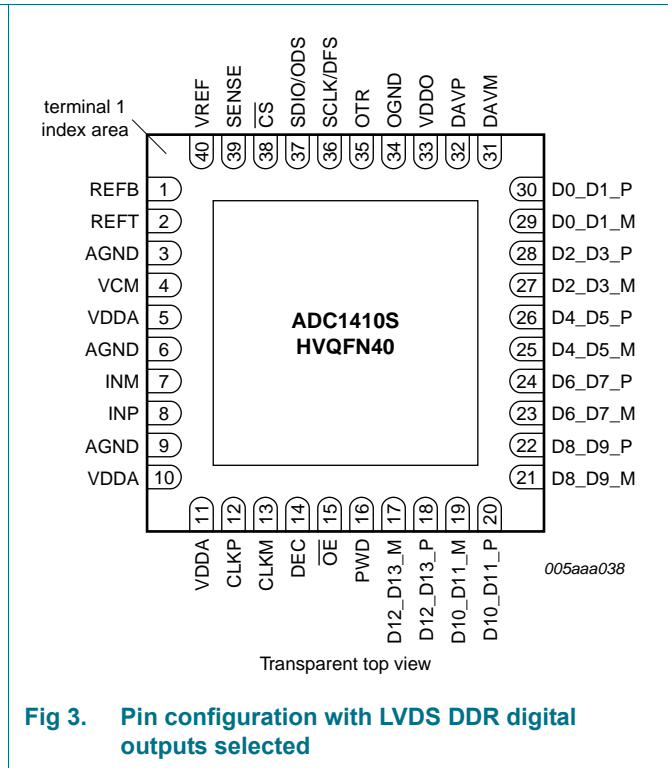 terminal 1
index area
VREF
SENSE
C̅S̅
SDIO/ODS
SCLK/DFS
OTR
OGND
VDDO
DAVP
DAVM
40
39
38
37
36
35
34
33
32
31
REFB 1
REFT 2
AGND 3
VCM 4
VDDA 5
AGND 6
INM 7
INP 8
AGND 9
VDDA 10
ADC1410S
HVQFN40
30 D0_D1_P
29 D0_D1_M
28 D2_D3_P
27 D2_D3_M
26 D4_D5_P
25 D4_D5_M
24 D6_D7_P
23 D6_D7_M
22 D8_D9_P
21 D8_D9_M
11
12
13
14
15
16
17
18
19
20
VDDA
CLKP
CLKM
DEC
O̅E̅
PWD
D12_D13_M
D12_D13_P
D10_D11_M
D10_D11_P
005aaa038
Transparent top view
Fig 3. Pin configuration with LVDS DDR digital
outputs selected